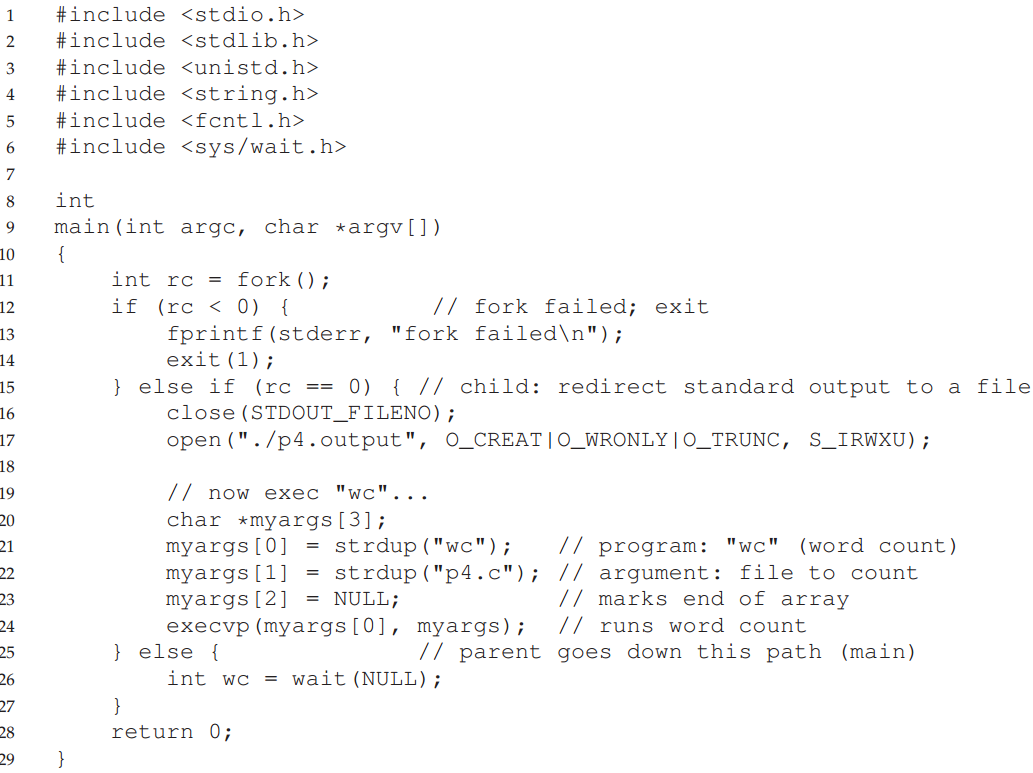 1 #include <stdio.h>
2 #include <stdlib.h>
3 #include <unistd.h>
4 #include <string.h>
5 #include <fcntl.h>
6 #include <sys/wait.h>
7
8 int
9 main(int argc, char *argv[])
10 {
11     int rc = fork();
12     if (rc < 0) {         // fork failed; exit
13         fprintf(stderr, "fork failed\n");
14         exit(1);
15     } else if (rc == 0) { // child: redirect standard output to a file
16         close(STDOUT_FILENO);
17         open("./p4.output", O_CREAT|O_WRONLY|O_TRUNC, S_IRWXU);
18
19         // now exec "wc"...
20         char *myargs[3];
21         myargs[0] = strdup("wc");   // program: "wc" (word count)
22         myargs[1] = strdup("p4.c"); // argument: file to count
23         myargs[2] = NULL;           // marks end of array
24         execvp(myargs[0], myargs);  // runs word count
25     } else {              // parent goes down this path (main)
26         int wc = wait(NULL);
27     }
28     return 0;
29 }